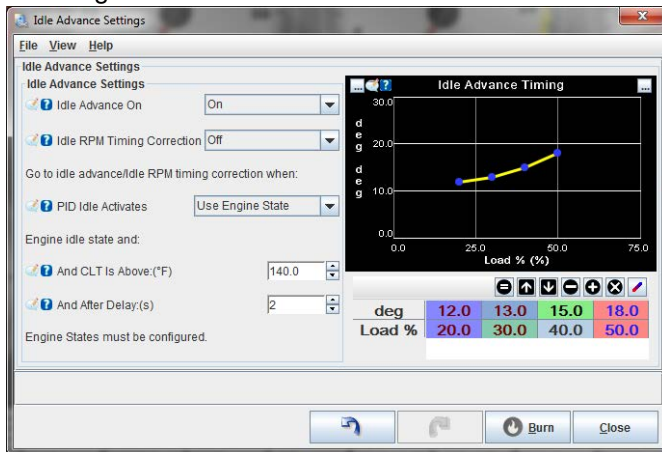 Idle Advance Settings
File View Help
Idle Advance Settings
Idle Advance Settings
Idle Advance On On
Idle RPM Timing Correction Off
Go to idle advance/Idle RPM timing correction when:
PID Idle Activates Use Engine State
Engine idle state and:
And CLT Is Above:(°F) 140.0
And After Delay:(s) 2
Engine States must be configured.
Idle Advance Timing
deg deg
30.0
20.0
10.0
0.0
0.0 25.0 50.0 75.0
Load % (%)
deg 12.0 13.0 15.0 18.0
Load % 20.0 30.0 40.0 50.0
Burn Close